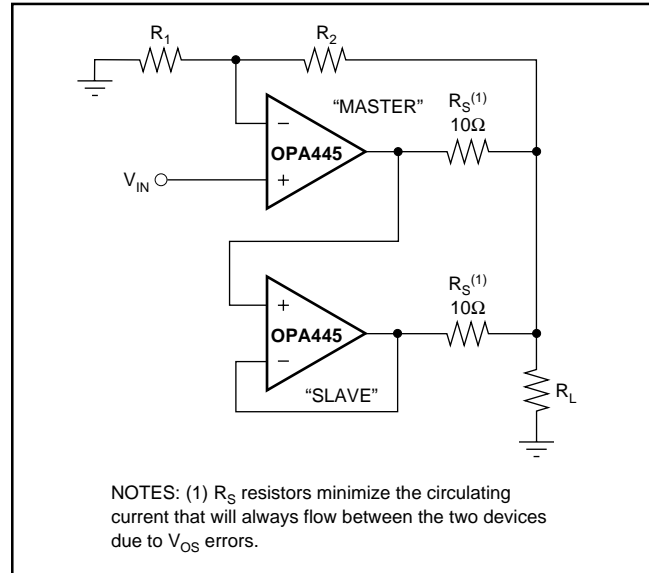 R1
R2
"MASTER"
RS(1)
10Ω
–
OPA445
+
VIN
RS(1)
10Ω
+
OPA445
–
"SLAVE"
RL
NOTES: (1) RS resistors minimize the circulating
current that will always flow between the two devices
due to VOS errors.